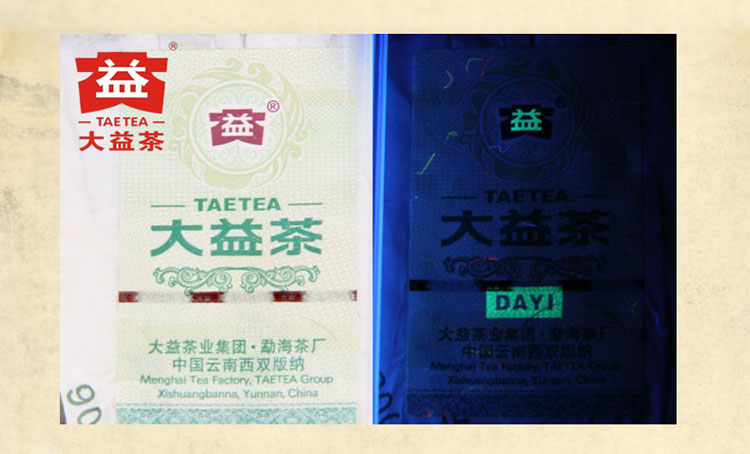 益®
TAETEA
大益茶
益®
TAETEA
大益茶
大益茶业集团·勐海茶厂
中国云南西双版纳
Menghai Tea Factory, TAETEA Group
Xishuangbanna, Yunnan, China
益®
TAETEA
大益茶
DAYI
大益茶业集团·勐海茶厂
中国云南西双版纳
Menghai Tea Factory, TAETEA Group
Xishuangbanna, Yunnan, China